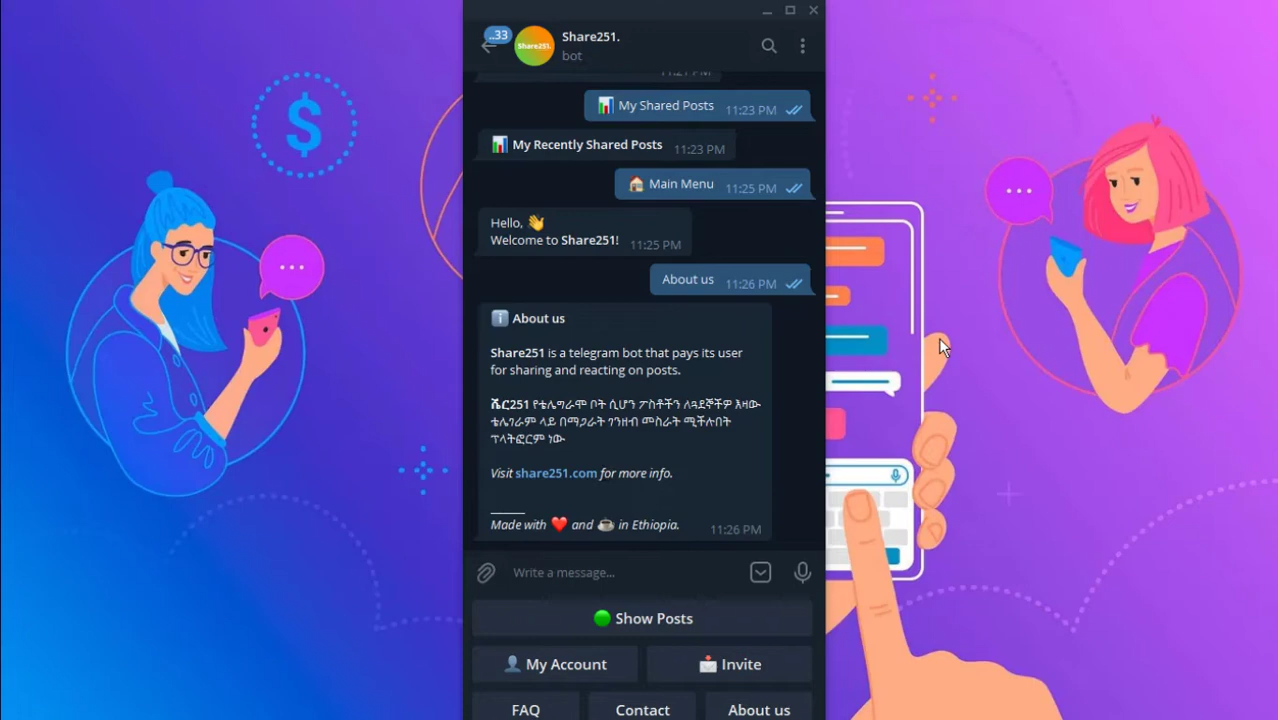 ..33
Share251.
Share251.
bot
📊 My Shared Posts 11:23 PM
📊 My Recently Shared Posts 11:23 PM
🏠 Main Menu 11:25 PM
Hello, 👋
Welcome to Share251! 11:25 PM
About us 11:26 PM
ℹ️ About us
Share251 is a telegram bot that pays its user
for sharing and reacting on posts.
ሼር251 የቴሌግራሞ ቦት ሲሆን ፖስቶችን ለጓደኞችዎ እዛው
ቴሌገራም ላይ በማጋራት ገንዘብ መስራት ሚችሉበት
ፕላትፎርም ነው
Visit share251.com for more info.
______
Made with ❤️ and ☕ in Ethiopia. 11:26 PM
Write a message...
🟢 Show Posts
👤 My Account
📩 Invite
FAQ
Contact
About us